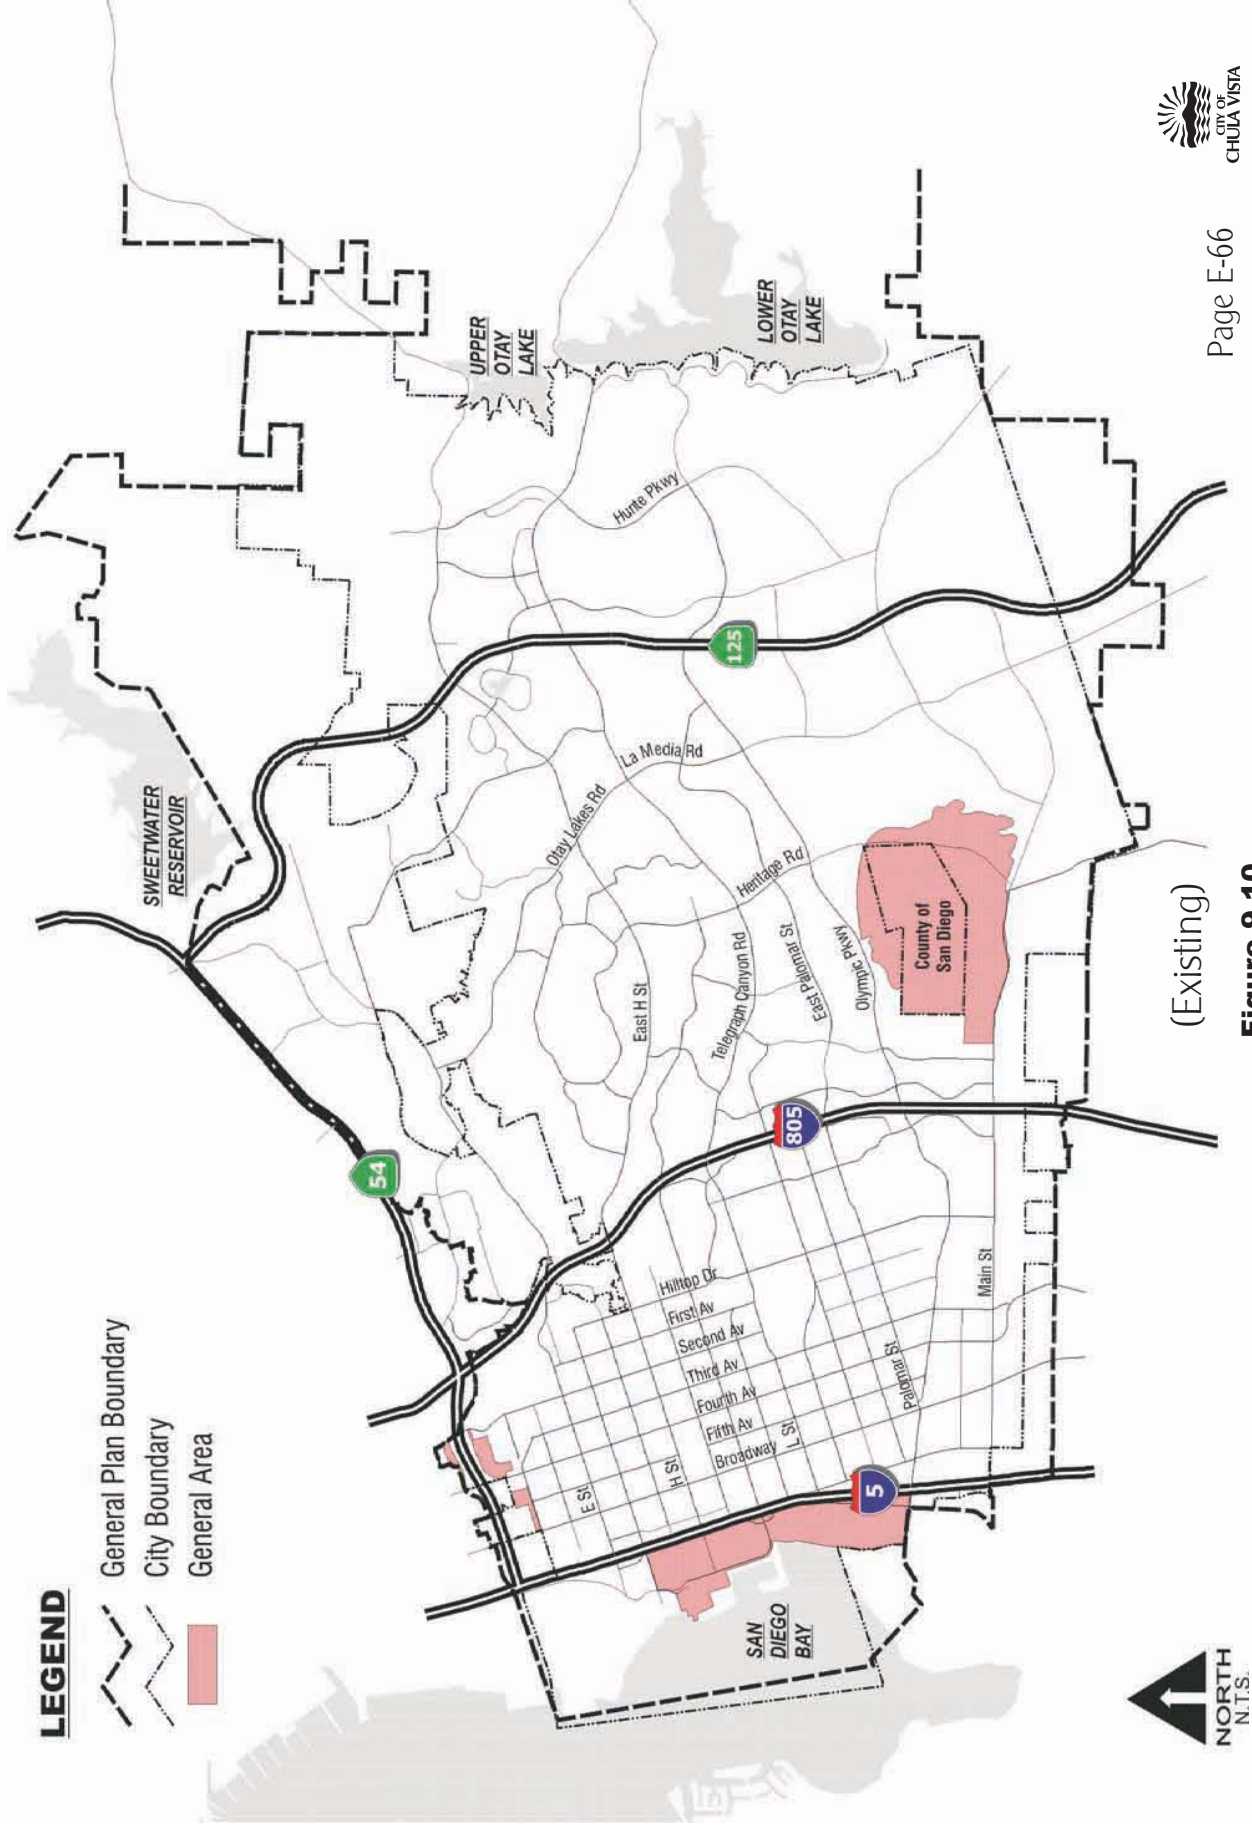 LEGEND
General Plan Boundary
City Boundary
General Area
SWEETWATER
RESERVOIR
UPPER
OTAY
LAKE
LOWER
OTAY
LAKE
SAN
DIEGO
BAY
54
125
805
5
Hunte Pkwy
La Media Rd
Otay Lakes Rd
Heritage Rd
East H St
Telegraph Canyon Rd
East Palomar St
Olympic Pkwy
County of
San Diego
Hilltop Dr
First Av
Second Av
Third Av
Fourth Av
Fifth Av
Broadway
E St
H St
L St
Palomar St
Main St
NORTH
N.T.S.
(Existing)
Page E-66
CITY OF
CHULA VISTA